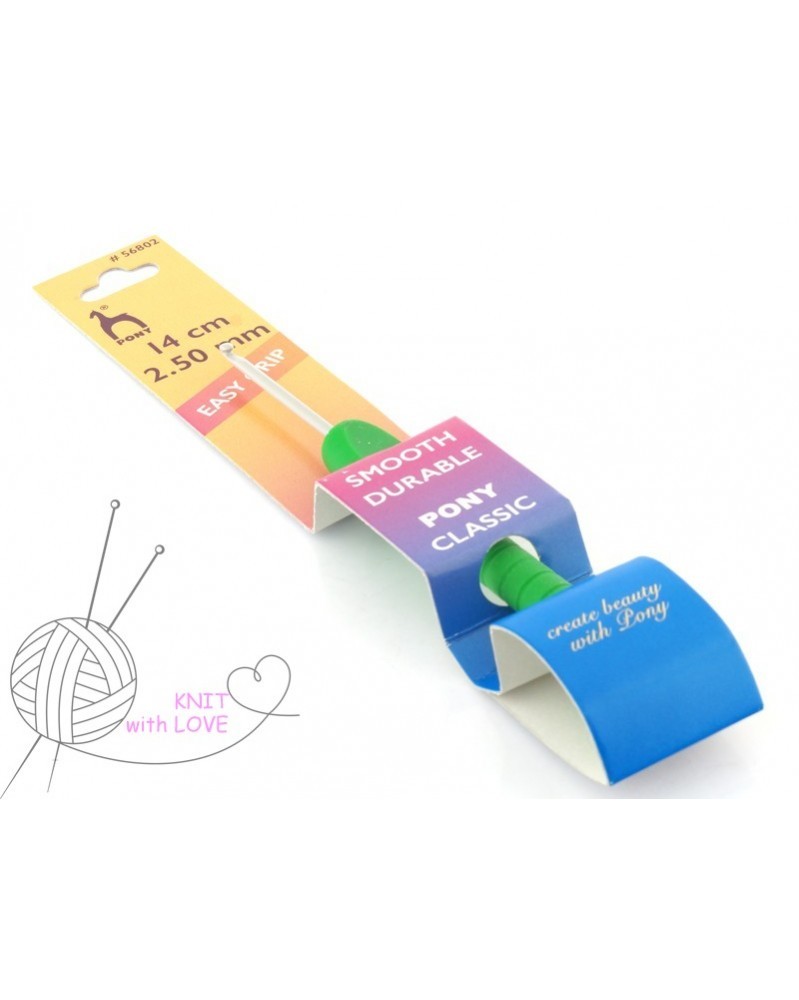 # 56802
®
PONY
14 cm
2.50 mm
EASY GRIP
SMOOTH
DURABLE
PONY
CLASSIC
create beauty
with Pony
KNIT
with LOVE